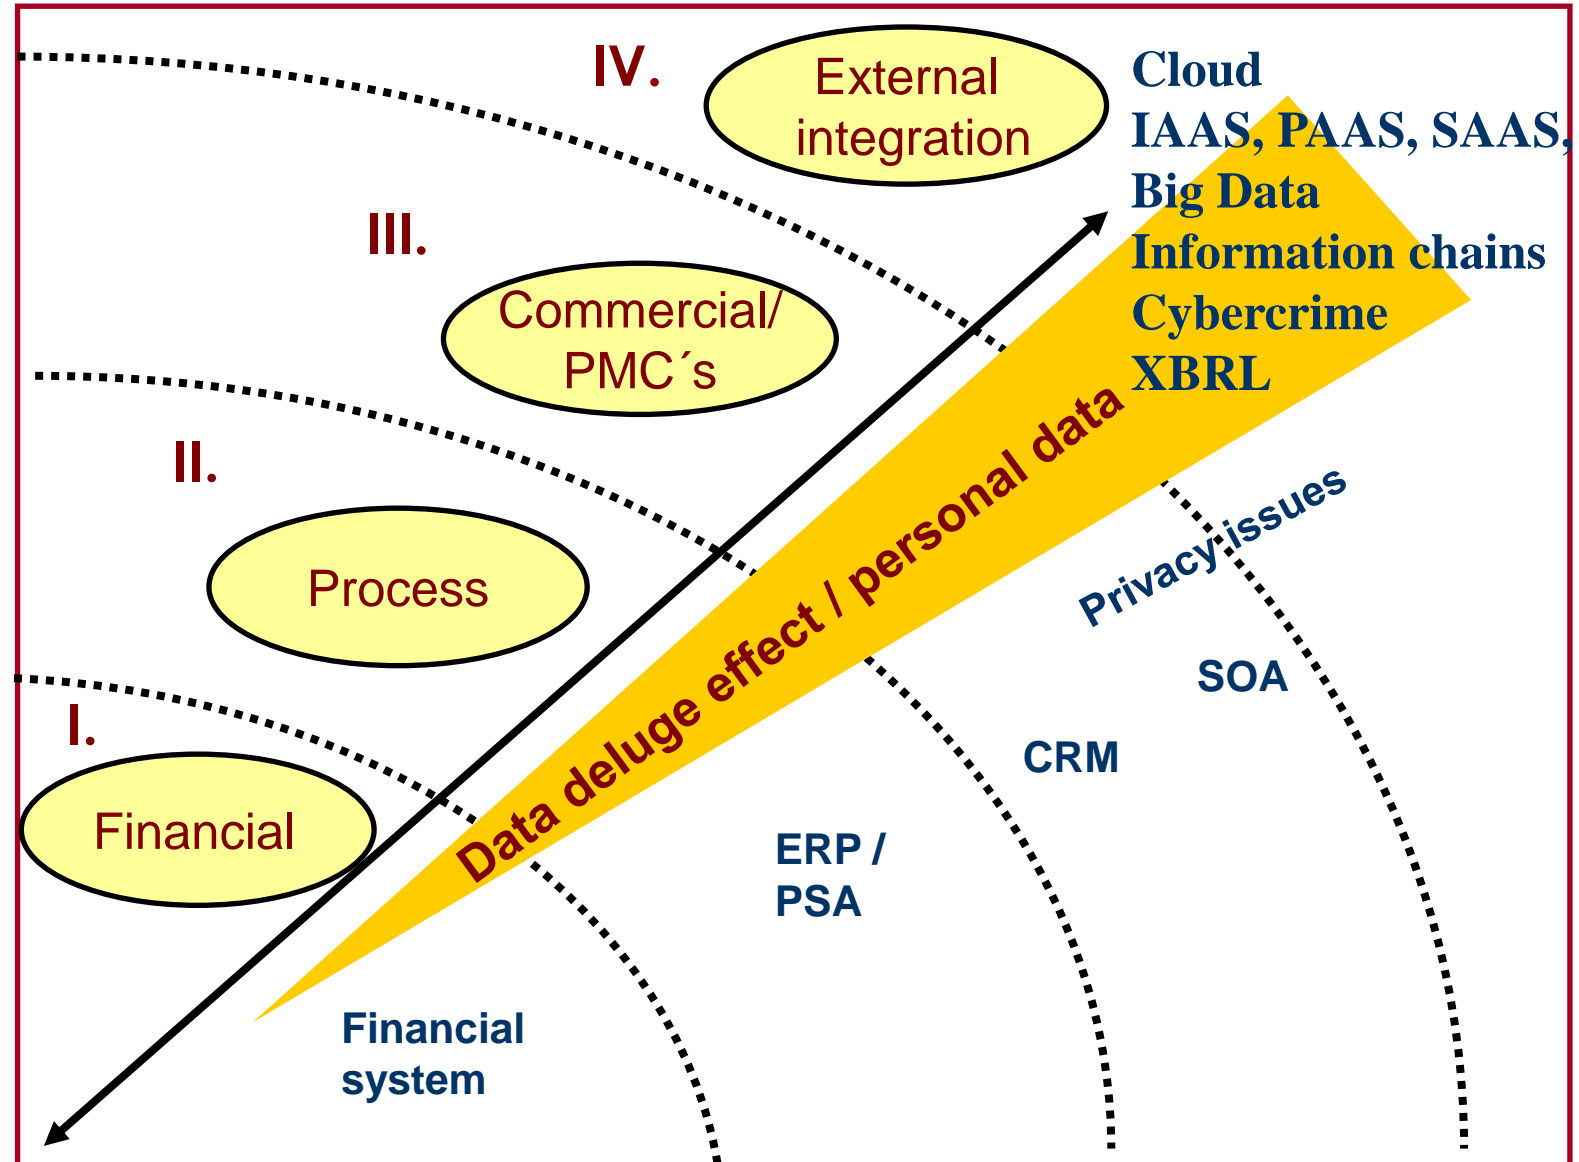 IV.
External
integration
Cloud
IAAS, PAAS, SAAS,
Big Data
Information chains
Cybercrime
XBRL
III.
Commercial/
PMC´s
II.
Process
I.
Financial
Data deluge effect / personal data
Privacy issues
SOA
CRM
ERP /
PSA
Financial
system